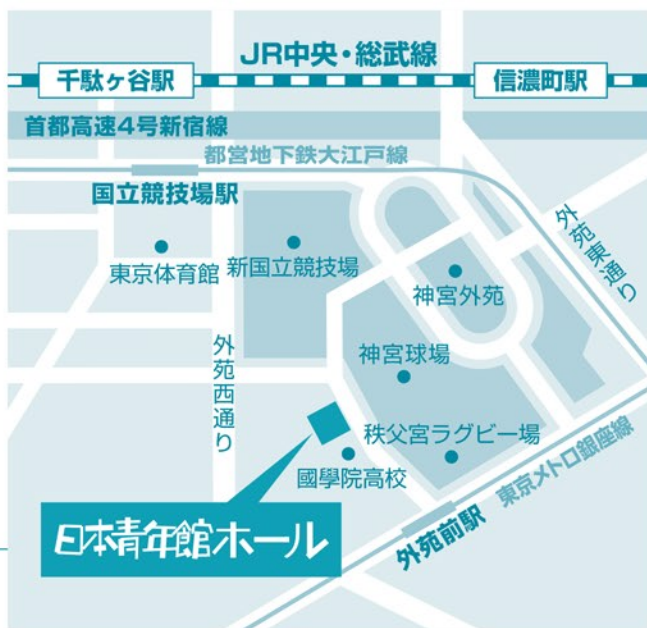 JR中央・総武線
千駄ヶ谷駅
信濃町駅
首都高速4号新宿線
都営地下鉄大江戸線
国立競技場駅
外苑東通り
東京体育館
新国立競技場
神宮外苑
外苑西通り
神宮球場
秩父宮ラグビー場
國學院高校
東京メトロ銀座線
日本青年館ホール
外苑前駅